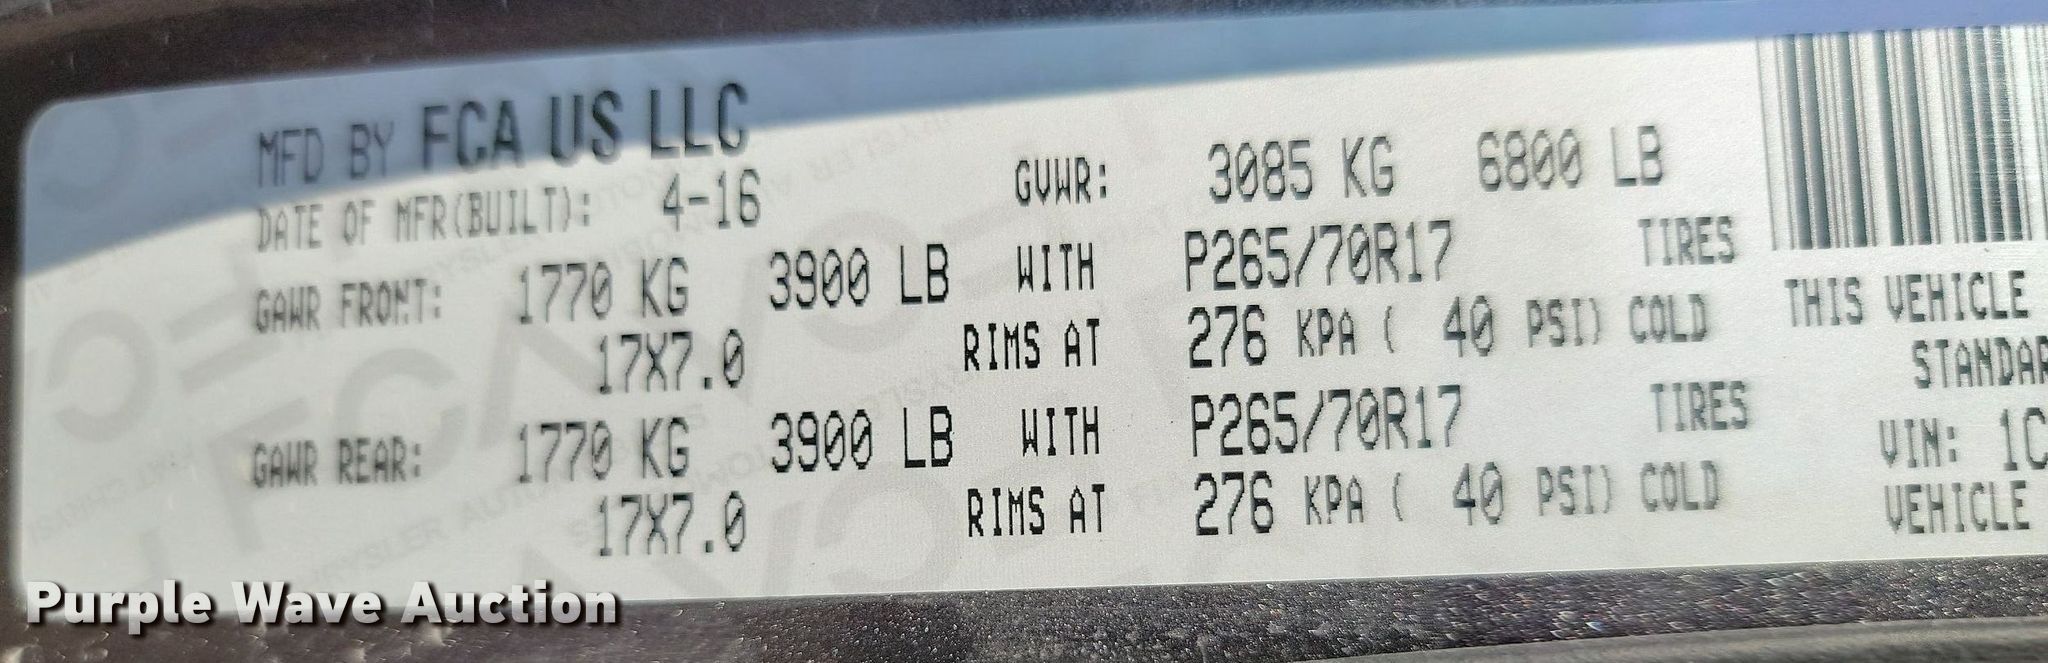 MFD BY FCA US LLC
DATE OF MFR(BUILT): 4-16 GVWR: 3085 KG 6800 LB
GAWR FRONT: 1770 KG 3900 LB WITH P265/70R17 TIRES
17X7.0 RIMS AT 276 KPA ( 40 PSI) COLD
GAWR REAR: 1770 KG 3900 LB WITH P265/70R17 TIRES
17X7.0 RIMS AT 276 KPA ( 40 PSI) COLD
THIS VEHICLE
STANDAR
VIN: 1C
VEHICLE
Purple Wave Auction